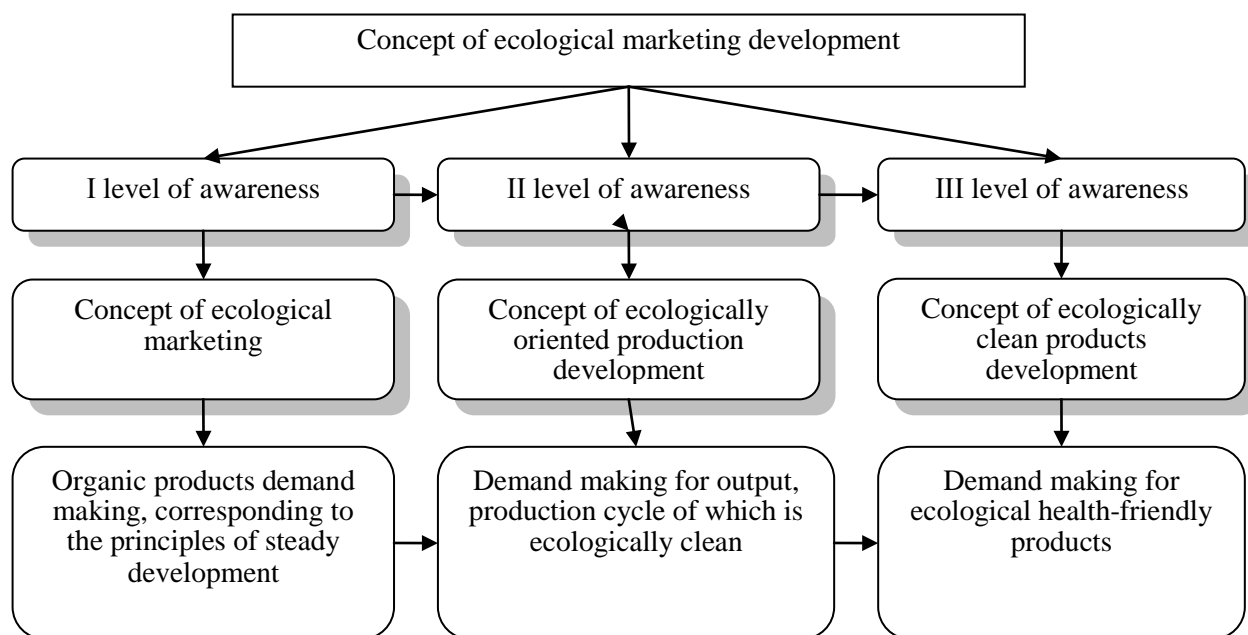 Concept of ecological marketing development
I level of awareness
II level of awareness
III level of awareness
Concept of ecological
marketing
Concept of ecologically
oriented production
development
Concept of ecologically
clean products
development
Organic products demand
making, corresponding to
the principles of steady
development
Demand making for output,
production cycle of which is
ecologically clean
Demand making for
ecological health-friendly
products